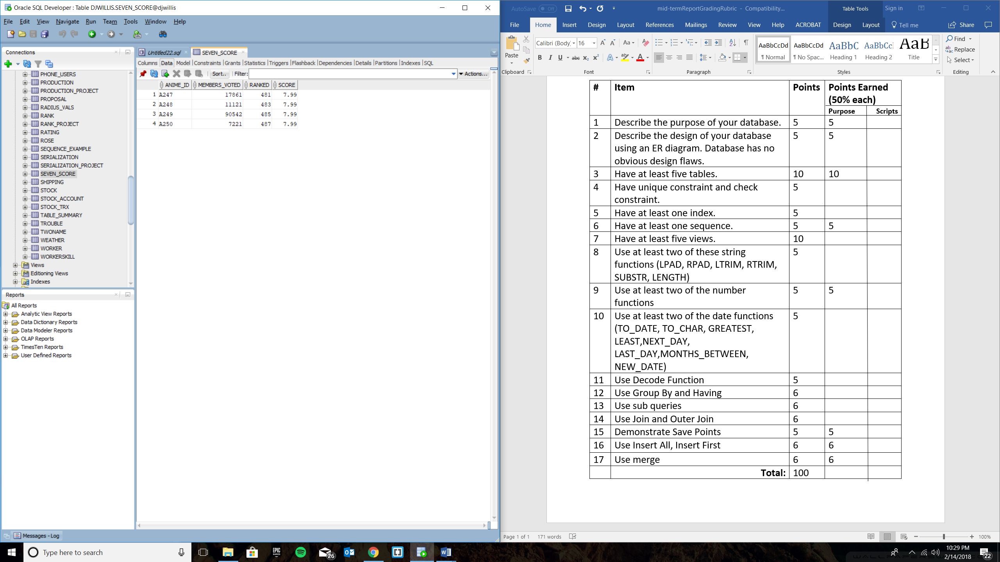 Oracle SQL Developer : Table DJWILLIS.SEVEN_SCORE@djwillis
File Edit View Navigate Run Team Tools Window Help
Connections
PHONE_USERS
PRODUCTION
PRODUCTION_PROJECT
PROPOSAL
RADIUS_VALS
RANK
RANK_PROJECT
RATING
ROSE
SEQUENCE_EXAMPLE
SERIALIZATION
SERIALIZATION_PROJECT
SEVEN_SCORE
SHIPPING
STOCK
STOCK_ACCOUNT
STOCK_TRX
TABLE_SUMMARY
TROUBLE
TWONAME
WEATHER
WORKER
WORKERSKILL
Views
Editioning Views
Indexes
Reports
All Reports
Analytic View Reports
Data Dictionary Reports
Data Modeler Reports
OLAP Reports
TimesTen Reports
User Defined Reports
Messages - Log
Untitled22.sql SEVEN_SCORE
Columns Data Model Constraints Grants Statistics Triggers Flashback Dependencies Details Partitions Indexes SQL
Sort.. Filter: Actions...
ANIME_ID MEMBERS_VOTED RANKED SCORE
1 A247 17861 481 7.99
2 A248 11121 483 7.99
3 A249 90542 485 7.99
4 A250 7221 487 7.99
AutoSave Off mid-termReportGradingRubric - Compatibility... Table Tools Sign in
File Home Insert Design Layout References Mailings Review View Help ACROBAT Design Layout Tell me Share
Paste
Clipboard
Calibri (Body) 16
Font
Paragraph
AaBbCcDd AaBbCcDd AaBbC AaBbCcl AaB
¶ Normal ¶ No Spac... Heading 1 Heading 2 Title
Styles
Find
Replace
Select
Editing
# Item Points Points Earned
(50% each)
Purpose Scripts
1 Describe the purpose of your database. 5 5
2 Describe the design of your database 5 5
using an ER diagram. Database has no
obvious design flaws.
3 Have at least five tables. 10 10
4 Have unique constraint and check 5
constraint.
5 Have at least one index. 5
6 Have at least one sequence. 5 5
7 Have at least five views. 10
8 Use at least two of these string 5
functions (LPAD, RPAD, LTRIM, RTRIM,
SUBSTR, LENGTH)
9 Use at least two of the number 5 5
functions
10 Use at least two of the date functions 5
(TO_DATE, TO_CHAR, GREATEST,
LEAST,NEXT_DAY,
LAST_DAY,MONTHS_BETWEEN,
NEW_DATE)
11 Use Decode Function 5
12 Use Group By and Having 6
13 Use sub queries 6
14 Use Join and Outer Join 6
15 Demonstrate Save Points 5 5
16 Use Insert All, Insert First 6 6
17 Use merge 6 6
Total: 100
Page 1 of 1 171 words 100%
Type here to search
EPIC GAMES
26
10:29 PM
2/14/2018
22